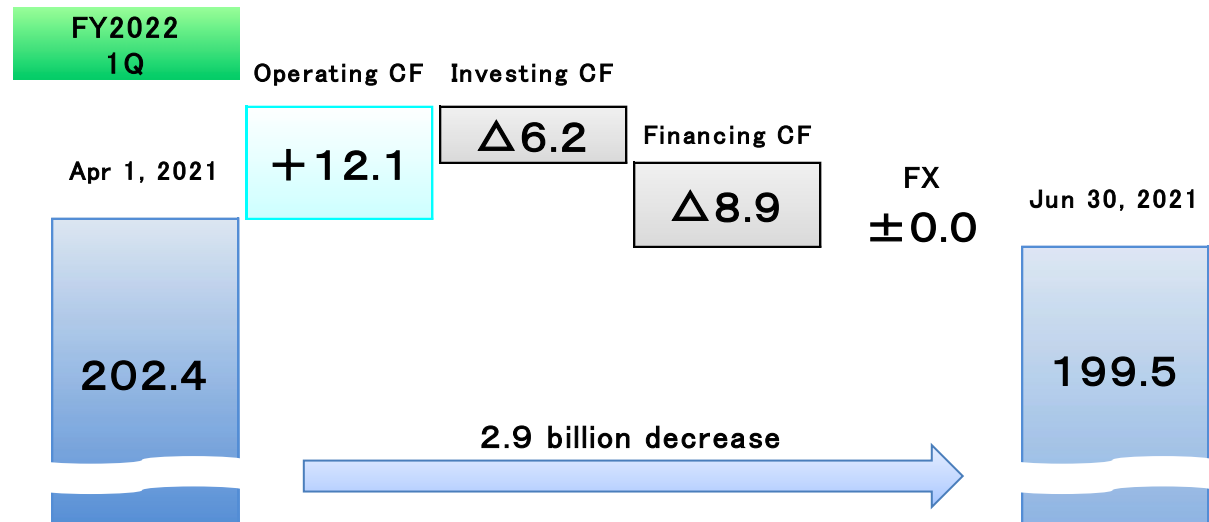 FY2022
1Q
Operating CF
Investing CF
Financing CF
Apr 1, 2021
+12.1
△6.2
△8.9
FX
±0.0
Jun 30, 2021
202.4
199.5
2.9 billion decrease